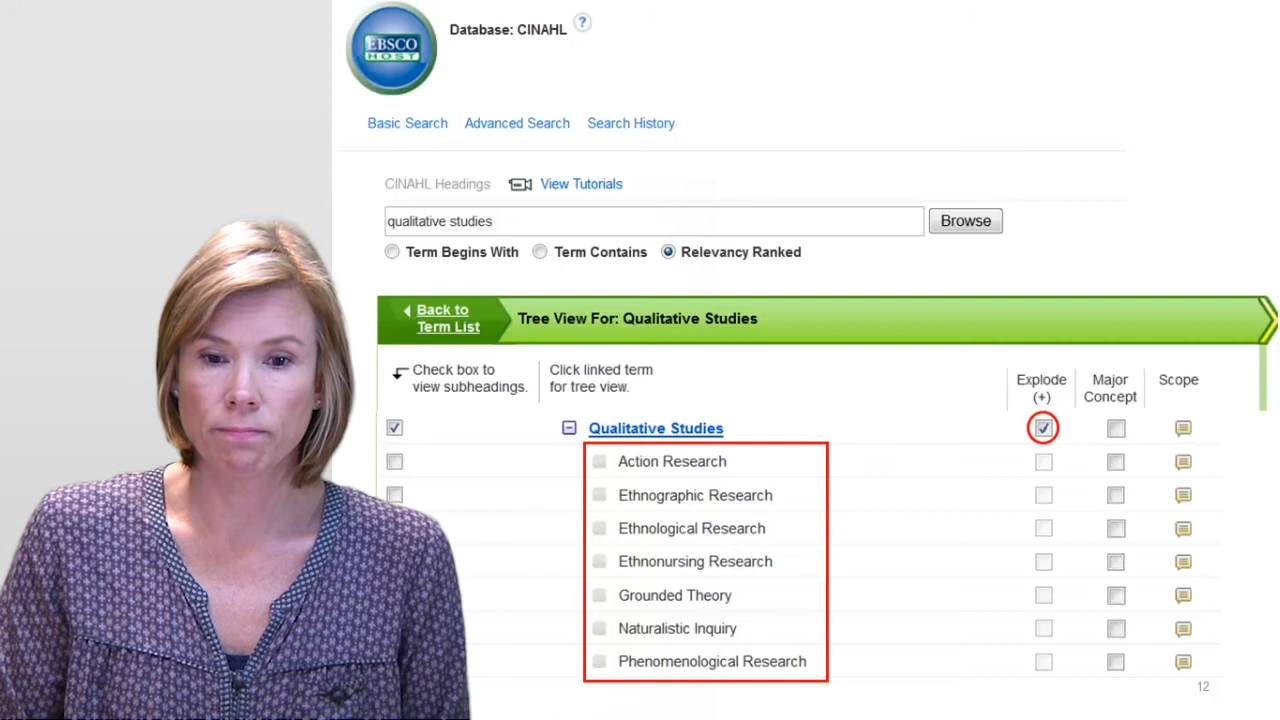 EBSCO
HOST
Database: CINAHL
?
Basic Search Advanced Search Search History
CINAHL Headings View Tutorials
qualitative studies Browse
Term Begins With Term Contains Relevancy Ranked
Back to
Term List
Tree View For: Qualitative Studies
Check box to
view subheadings.
Click linked term
for tree view.
Explode
(+)
Major
Concept
Scope
Qualitative Studies
Action Research
Ethnographic Research
Ethnological Research
Ethnonursing Research
Grounded Theory
Naturalistic Inquiry
Phenomenological Research
12